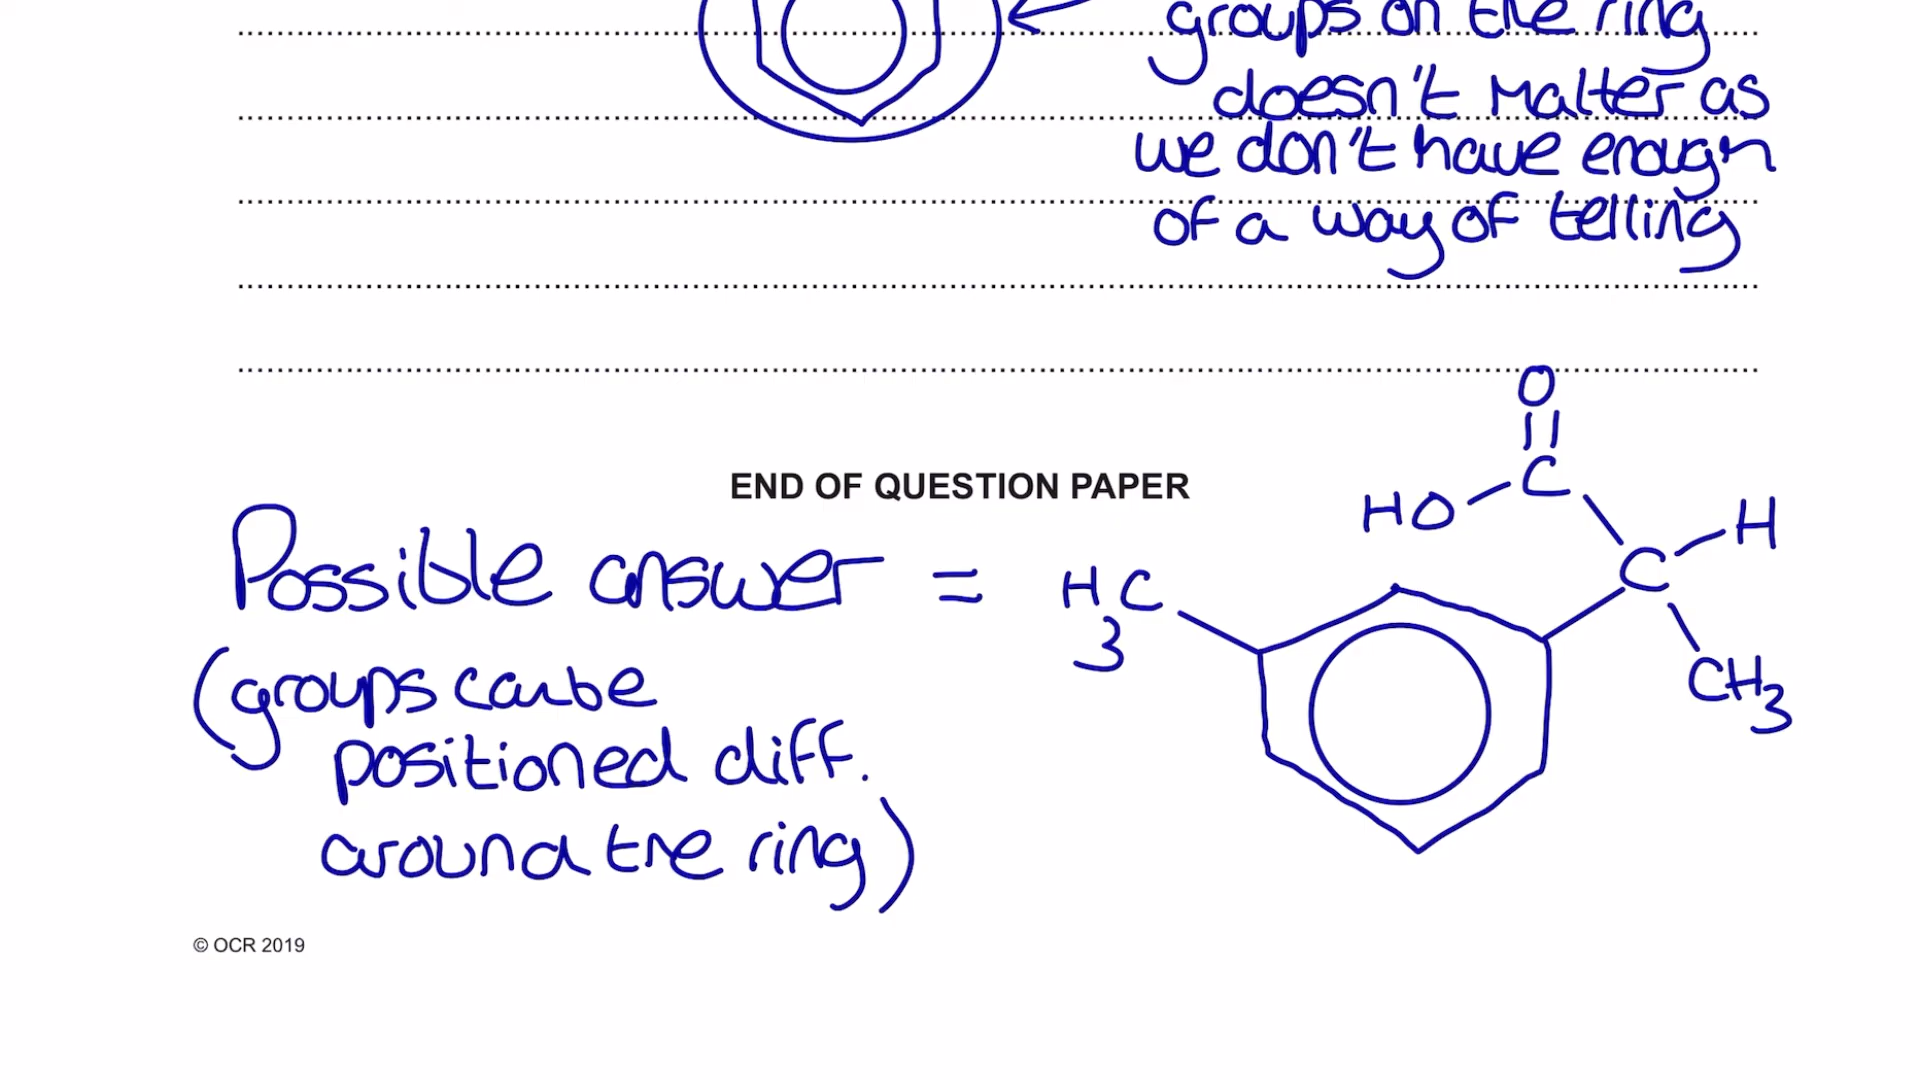 groups on the ring
doesn't matter as
we don't have enough
of a way of telling
O
C
HO
H
C
CH3
H3C
END OF QUESTION PAPER
Possible answer =
(groups can be
positioned diff.
around the ring)
© OCR 2019